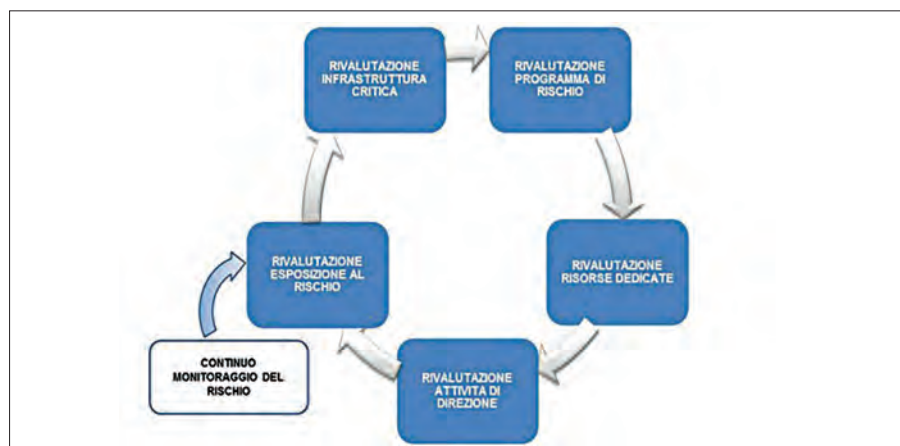 RIVALUTAZIONE
INFRASTRUTTURA
CRITICA
RIVALUTAZIONE
PROGRAMMA DI
RISCHIO
RIVALUTAZIONE
RISORSE DEDICATE
RIVALUTAZIONE
ATTIVITA DI
DIREZIONE
RIVALUTAZIONE
ESPOSIZIONE AL
RISCHIO
CONTINUO
MONITORAGGIO DEL
RISCHIO